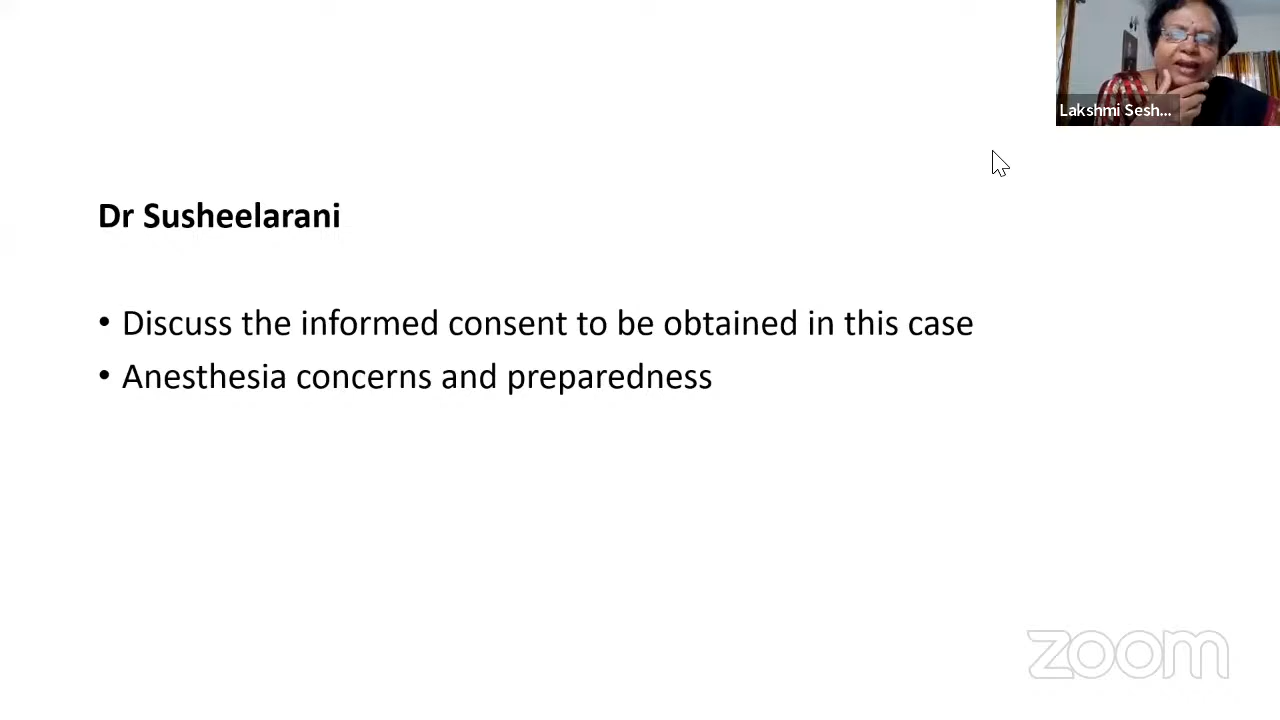 Lakshmi Sesh...
Dr Susheelarani
• Discuss the informed consent to be obtained in this case
• Anesthesia concerns and preparedness
zoom